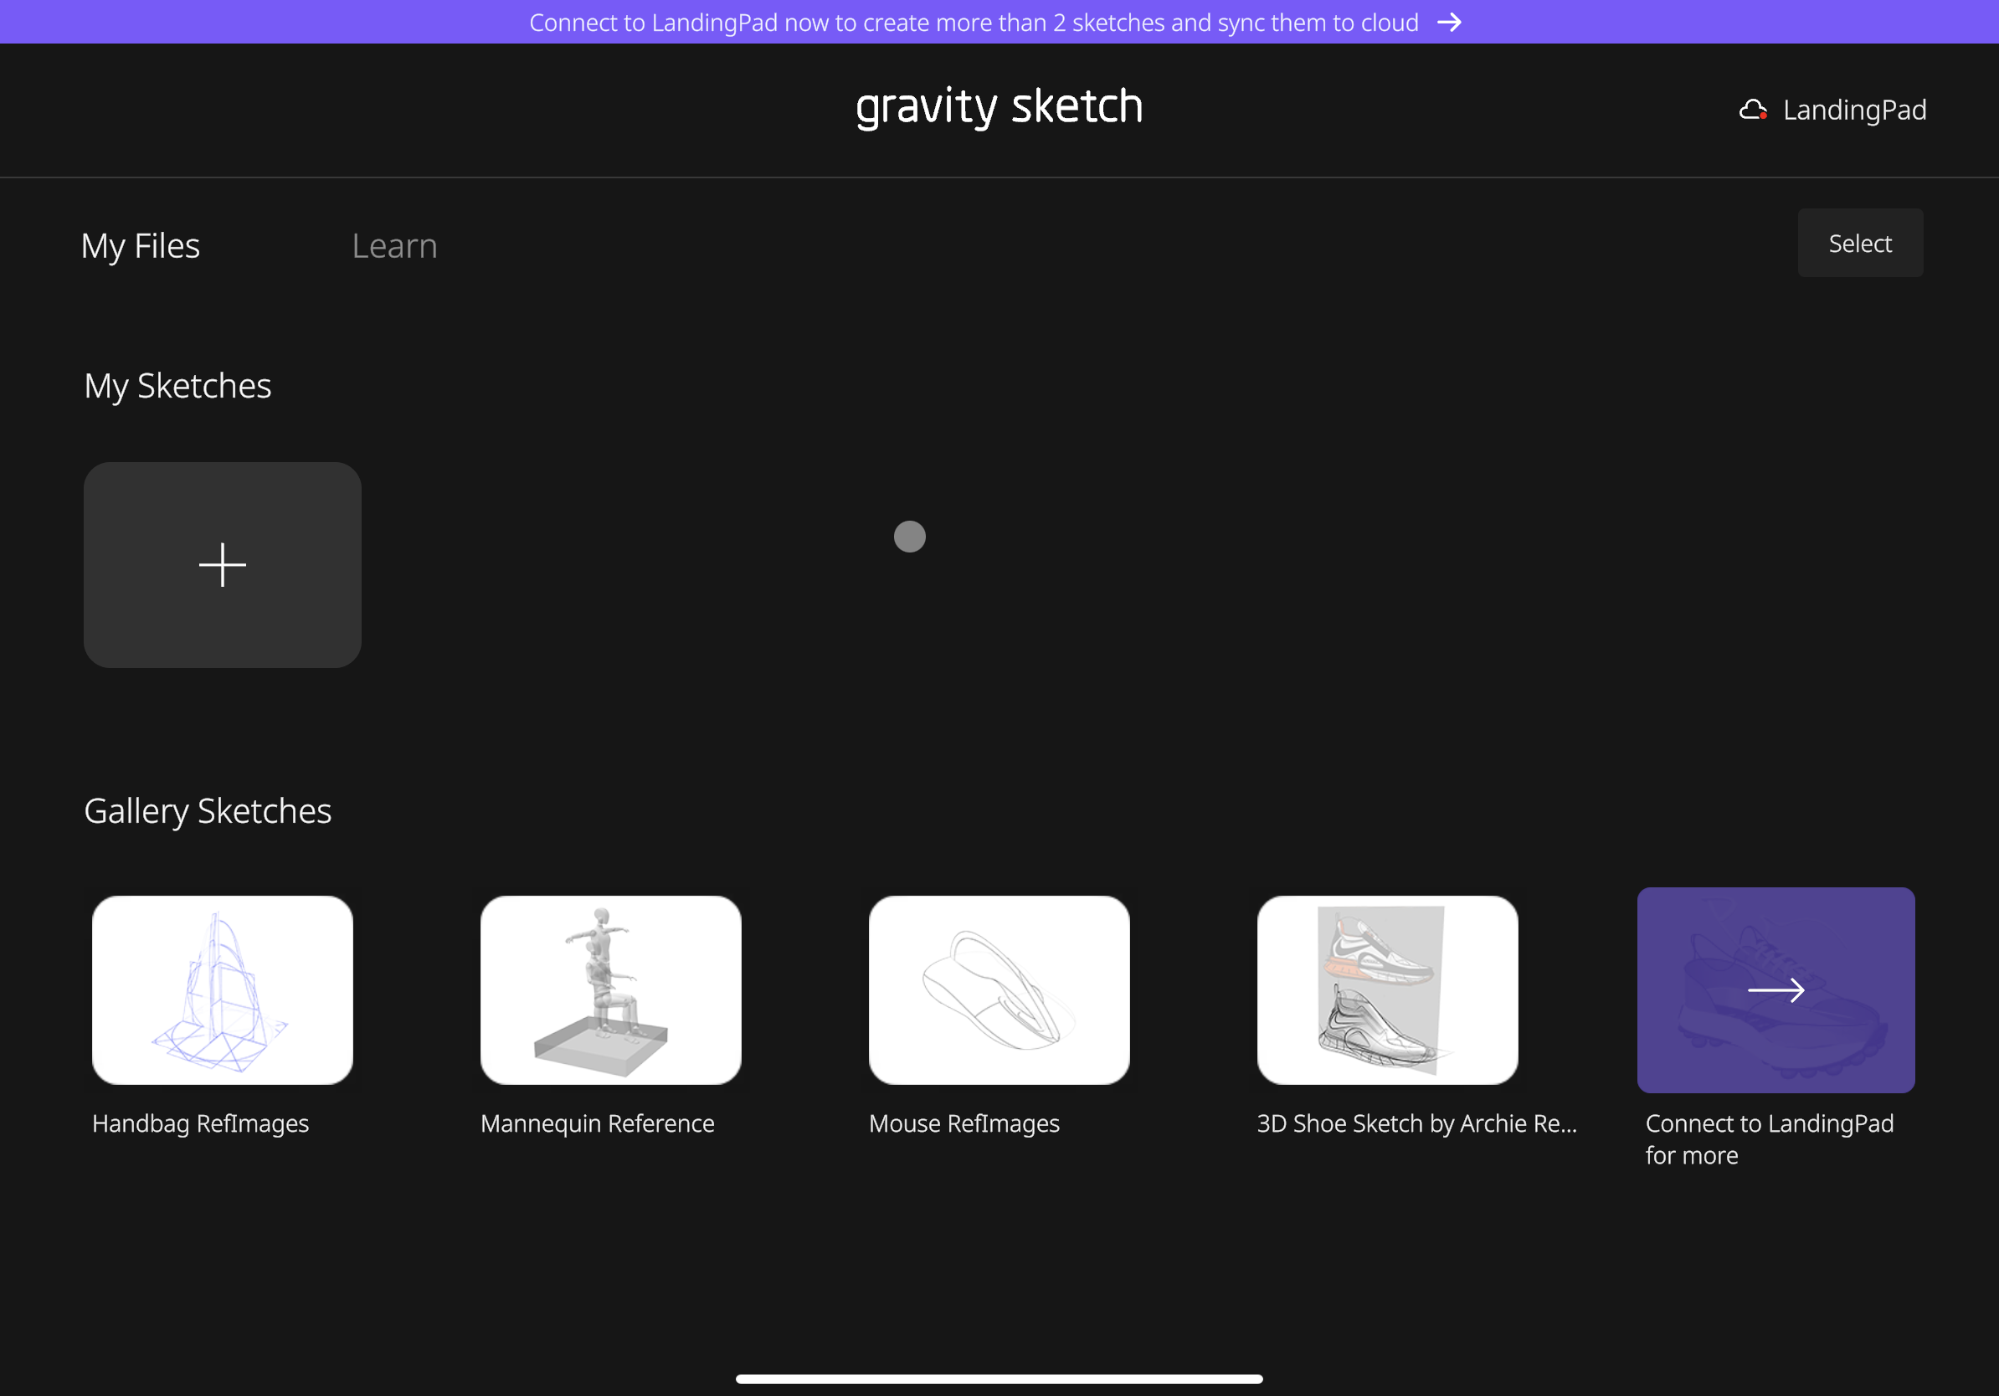 Connect to LandingPad now to create more than 2 sketches and sync them to cloud
gravity sketch
LandingPad
My Files
Learn
Select
My Sketches
Gallery Sketches
Handbag RefImages
Mannequin Reference
Mouse RefImages
3D Shoe Sketch by Archie Re...
Connect to LandingPad
for more